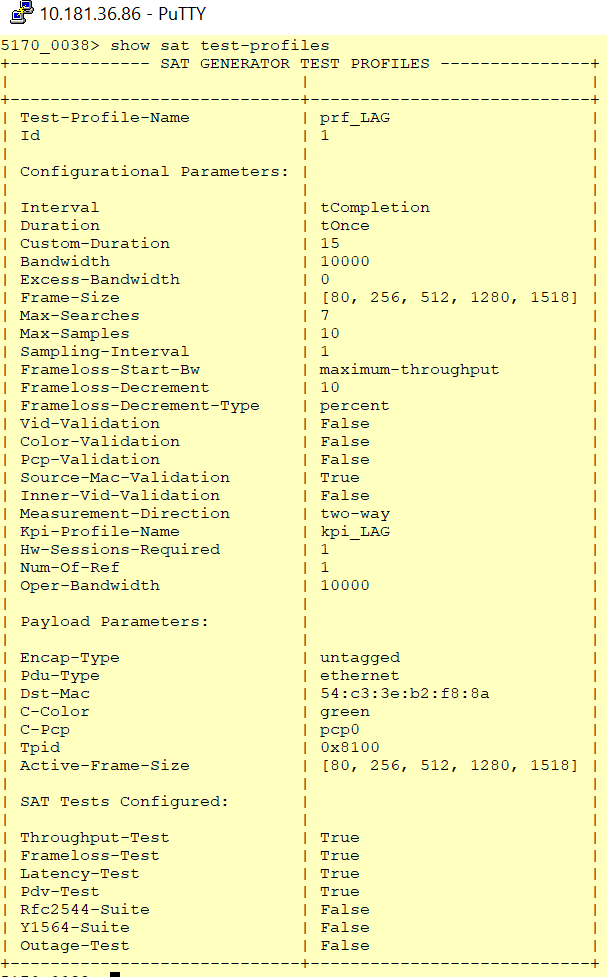 10.181.36.86 - PuTTY
5170_0038> show sat test-profiles
+-------------- SAT GENERATOR TEST PROFILES ---------------+
| | |
+-----------------------------+----------------------------+
| Test-Profile-Name | prf_LAG |
| Id | 1 |
| | |
| Configurational Parameters: | |
| | |
| Interval | tCompletion |
| Duration | tOnce |
| Custom-Duration | 15 |
| Bandwidth | 10000 |
| Excess-Bandwidth | 0 |
| Frame-Size | [80, 256, 512, 1280, 1518] |
| Max-Searches | 7 |
| Max-Samples | 10 |
| Sampling-Interval | 1 |
| Frameloss-Start-Bw | maximum-throughput |
| Frameloss-Decrement | 10 |
| Frameloss-Decrement-Type | percent |
| Vid-Validation | False |
| Color-Validation | False |
| Pcp-Validation | False |
| Source-Mac-Validation | True |
| Inner-Vid-Validation | False |
| Measurement-Direction | two-way |
| Kpi-Profile-Name | kpi_LAG |
| Hw-Sessions-Required | 1 |
| Num-Of-Ref | 1 |
| Oper-Bandwidth | 10000 |
| | |
| Payload Parameters: | |
| | |
| Encap-Type | untagged |
| Pdu-Type | ethernet |
| Dst-Mac | 54:c3:3e:b2:f8:8a |
| C-Color | green |
| C-Pcp | pcp0 |
| Tpid | 0x8100 |
| Active-Frame-Size | [80, 256, 512, 1280, 1518] |
| | |
| SAT Tests Configured: | |
| | |
| Throughput-Test | True |
| Frameloss-Test | True |
| Latency-Test | True |
| Pdv-Test | True |
| Rfc2544-Suite | False |
| Y1564-Suite | False |
| Outage-Test | False |
+-----------------------------+----------------------------+